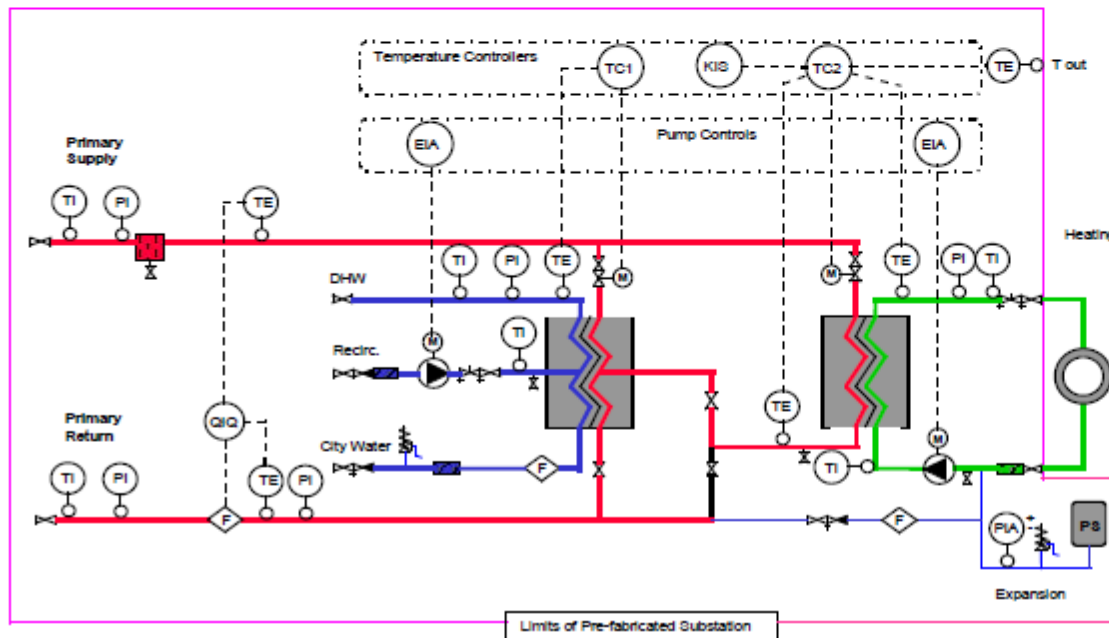 Temperature Controllers
TC1
KIS
TC2
TE
T out
EIA
Pump Controls
EIA
Primary
Supply
TI
PI
TE
Heating
DHW
TI
PI
TE
M
M
TE
PI
TI
Recirc.
M
TI
Primary
Return
QIQ
TE
M
City Water
F
TI
TI
PI
TE
PI
F
F
PIA
+
PS
Expansion
Limits of Pre-fabricated Substation